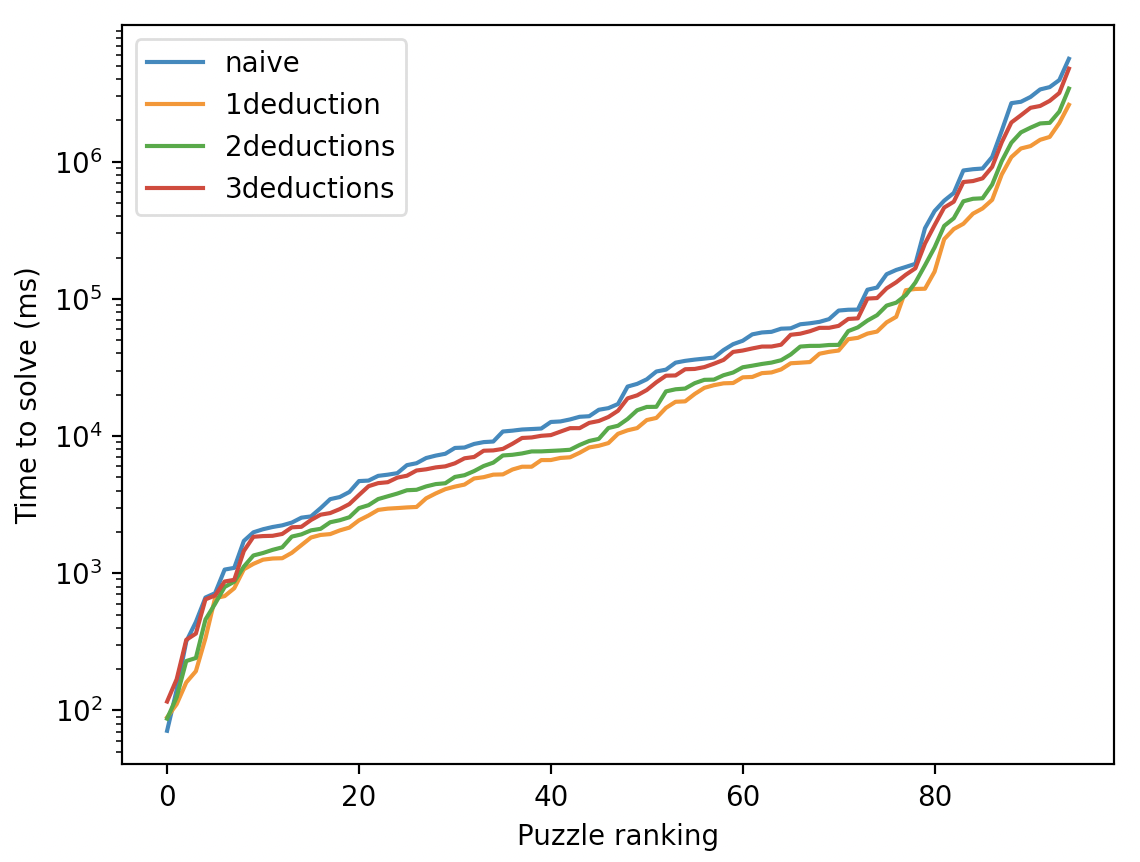 naive
1deduction
2deductions
3deductions
Time to solve (ms)
10⁶
10⁵
10⁴
10³
10²
0 20 40 60 80
Puzzle ranking